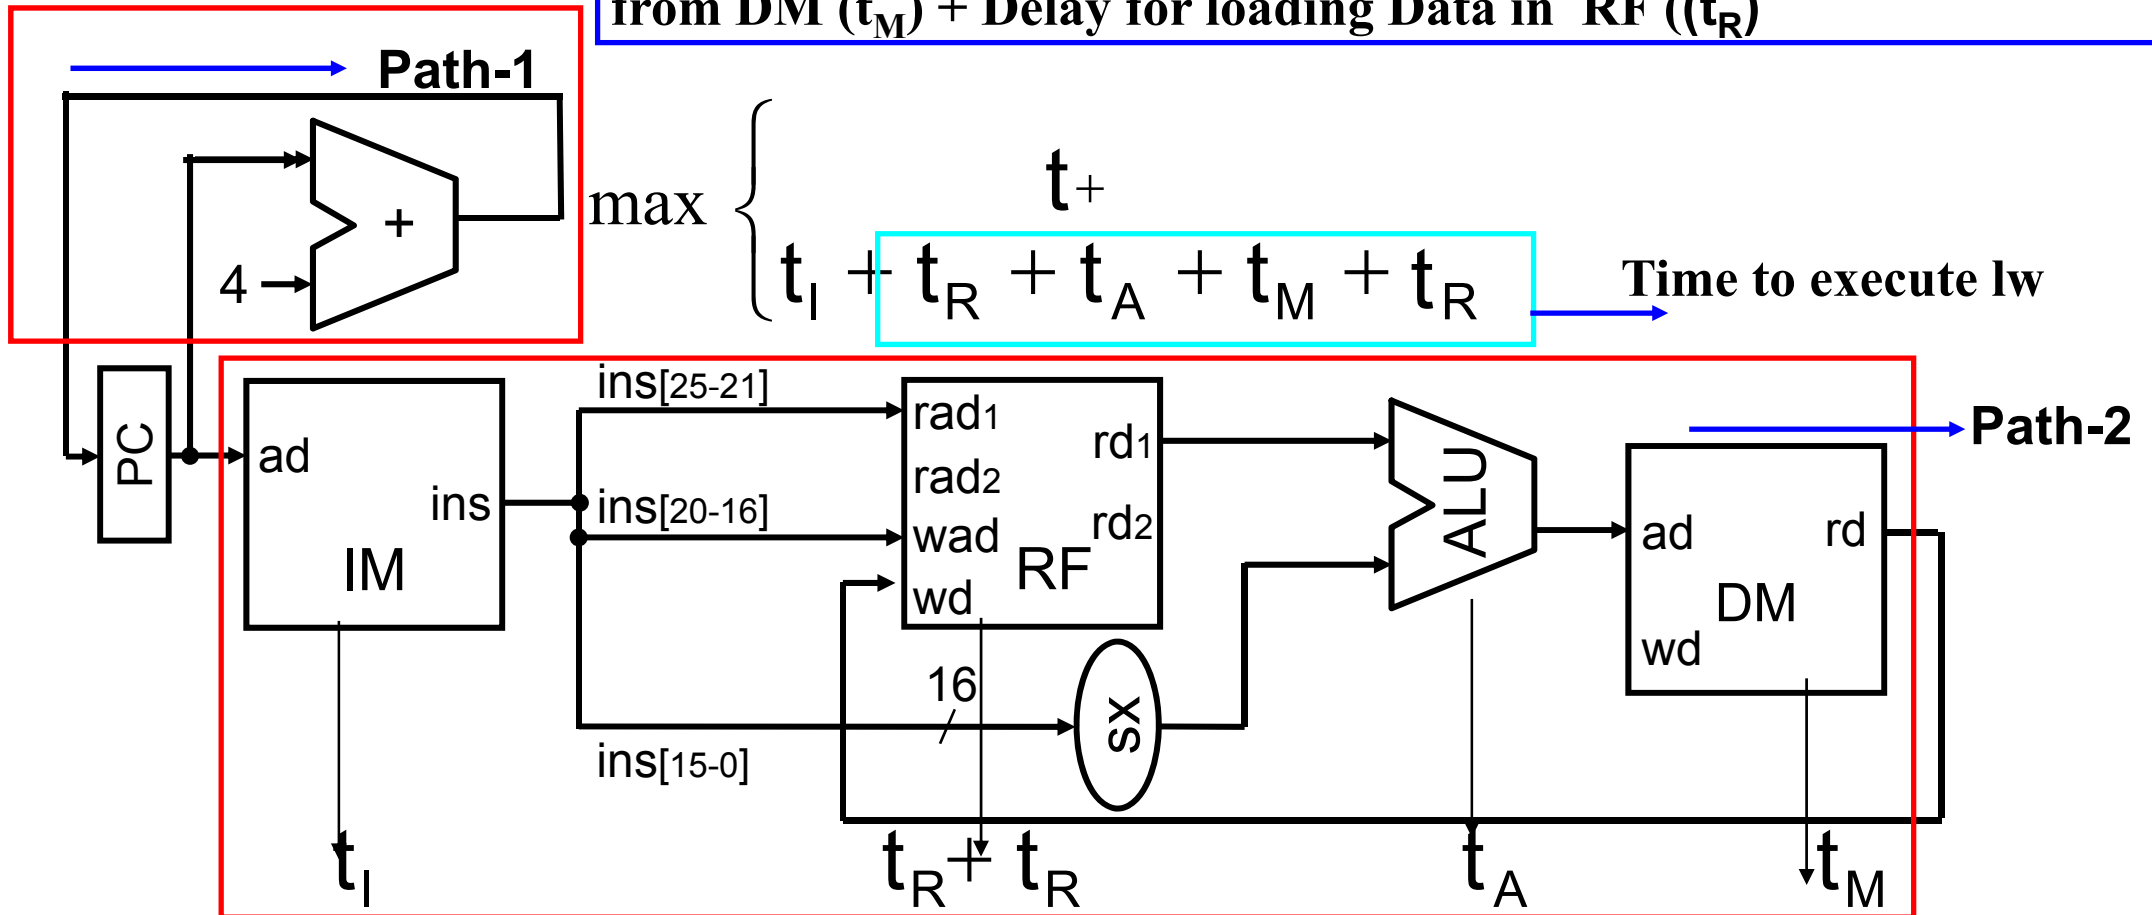 from DM (tM) + Delay for loading Data in RF ((tR)
Path-1
max
t+
tI + tR + tA + tM + tR
Time to execute lw
+
4
PC
ad
ins
IM
ins[25-21]
ins[20-16]
ins[15-0]
16
rad1
rad2
wad
wd
rd1
rd2
RF
sx
ALU
ad
rd
DM
wd
Path-2
tI
tR + tR
tA
tM